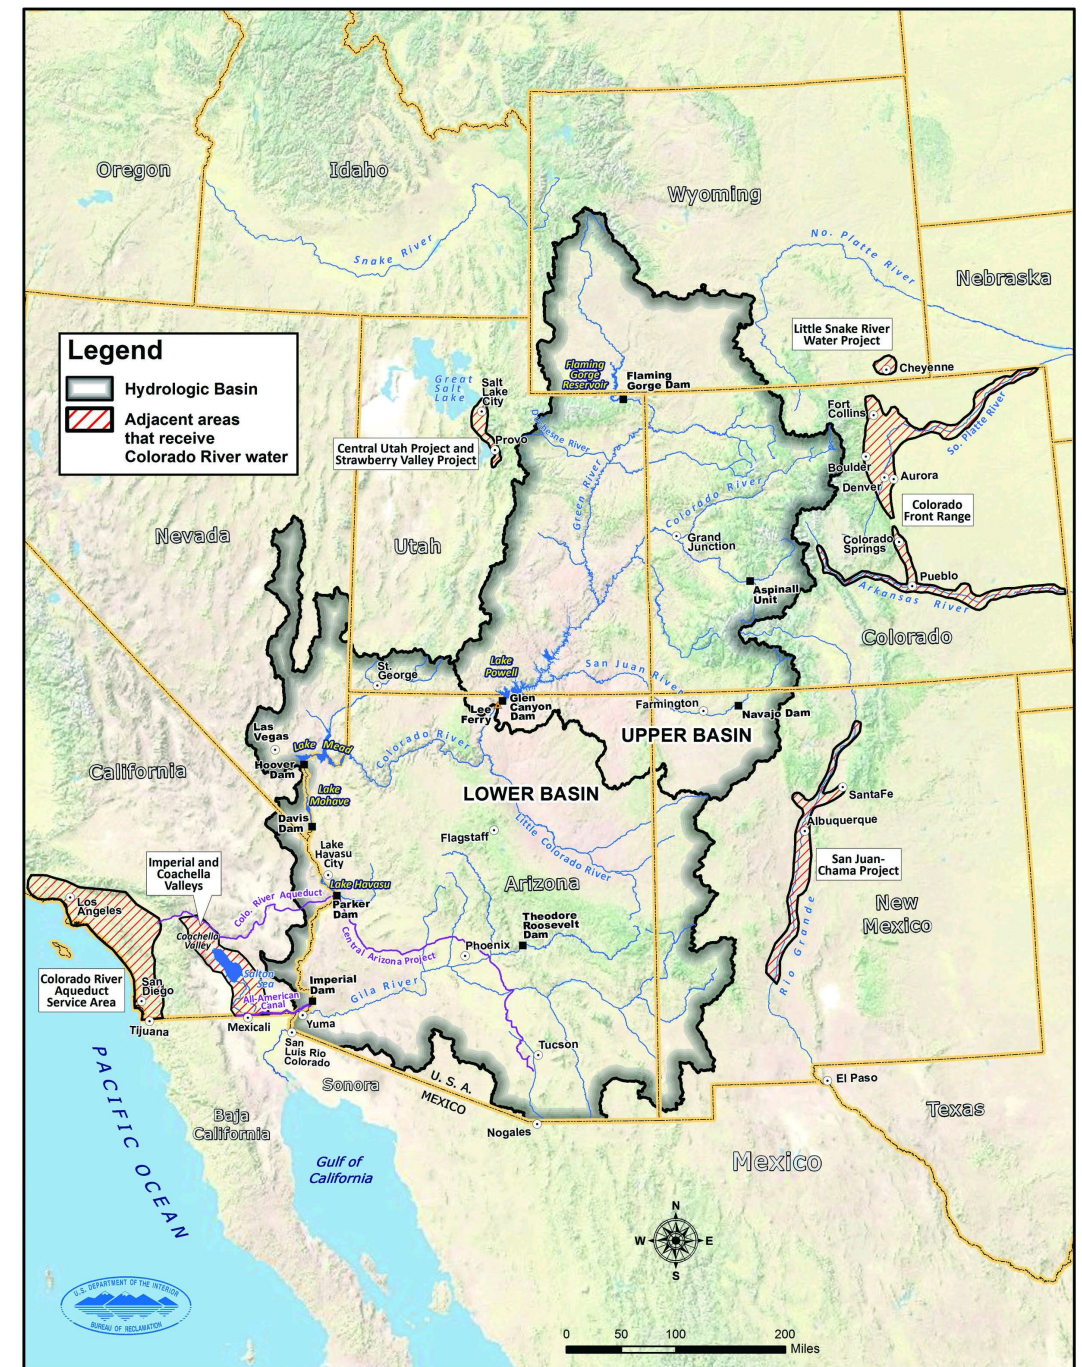 Oregon
Idaho
Wyoming
Snake River
No. Platte River
Nebraska
Legend
Hydrologic Basin
Adjacent areas
that receive
Colorado River water
Little Snake River
Water Project
Cheyenne
Flaming
Gorge
Reservoir
Flaming
Gorge Dam
Great
Salt
Lake
Salt
Lake
City
Provo
Duchesne River
Central Utah Project and
Strawberry Valley Project
Fort
Collins
So. Platte River
Boulder
Denver
Aurora
Colorado
Front Range
Green River
Colorado River
Grand
Junction
Colorado
Springs
Nevada
Utah
Aspinall
Unit
Pueblo
Arkansas River
Colorado
St.
George
Lake
Powell
San Juan River
Lee
Ferry
Glen
Canyon
Dam
Farmington
Navajo Dam
Las
Vegas
Lake Mead
Colorado River
UPPER BASIN
California
Hoover
Dam
Lake
Mohave
LOWER BASIN
SantaFe
Davis
Dam
Flagstaff
Little Colorado River
Albuquerque
Lake
Havasu
City
Imperial and
Coachella
Valleys
Lake Havasu
Arizona
San Juan-
Chama Project
Los
Angeles
Colo. River Aqueduct
Parker
Dam
New
Mexico
Theodore
Roosevelt
Dam
Coachella
Valley
Central Arizona Project
Phoenix
Rio Grande
Colorado River
Aqueduct
Service Area
San
Diego
Salton
Sea
Imperial
Dam
Gila River
All-American
Canal
Tijuana
Mexicali
Yuma
San
Luis Rio
Colorado
Tucson
Sonora
U. S. A.
MEXICO
El Paso
Baja
California
Nogales
Texas
PACIFIC OCEAN
Gulf of
California
Mexico
N
W
E
S
U.S. DEPARTMENT OF THE INTERIOR
BUREAU OF RECLAMATION
0 50 100 200
Miles